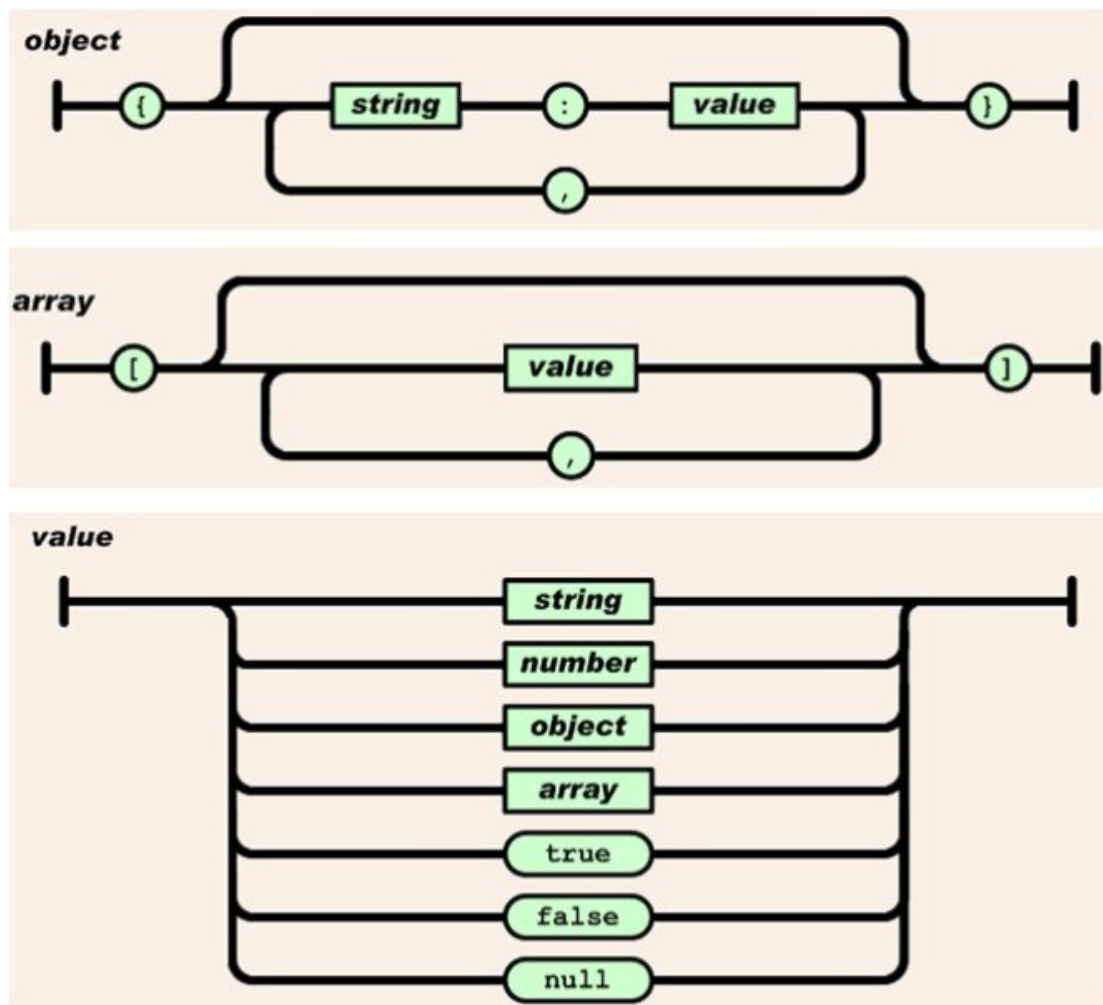 object
{ string : value }
,
array
[ value ]
,
value
string
number
object
array
true
false
null